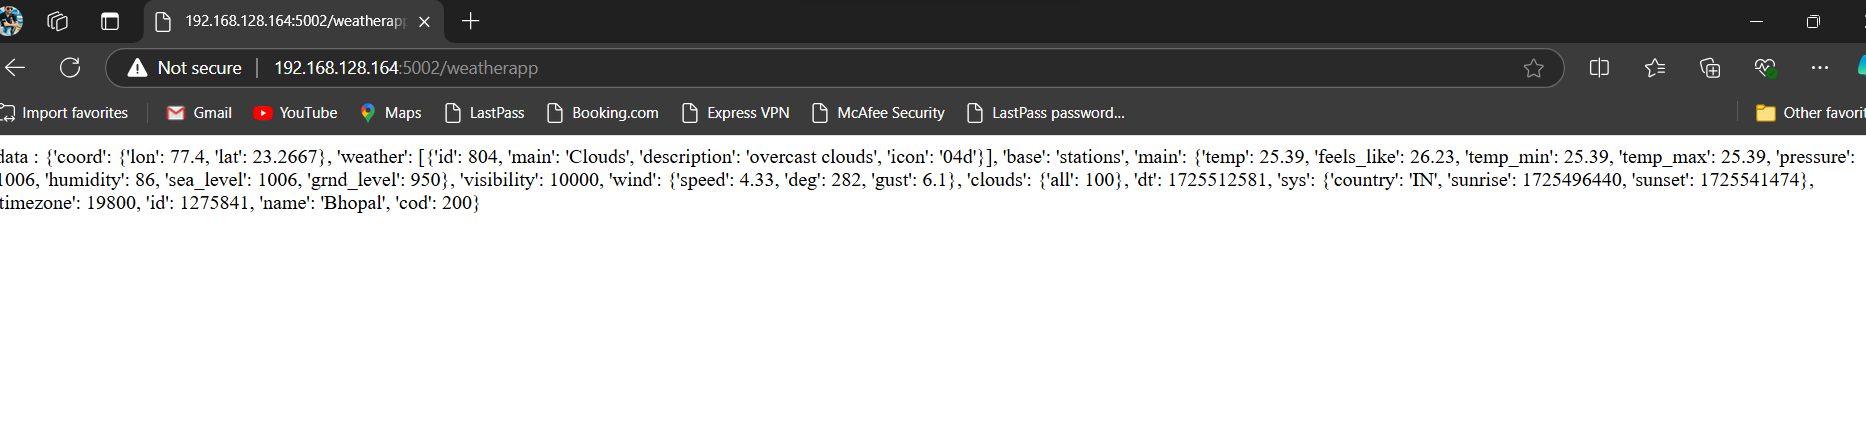 192.168.128.164:5002/weatherapp
Not secure | 192.168.128.164:5002/weatherapp
Import favorites Gmail YouTube Maps LastPass Booking.com Express VPN McAfee Security LastPass password... Other favorit
data : {'coord': {'lon': 77.4, 'lat': 23.2667}, 'weather': [{'id': 804, 'main': 'Clouds', 'description': 'overcast clouds', 'icon': '04d'}], 'base': 'stations', 'main': {'temp': 25.39, 'feels_like': 26.23, 'temp_min': 25.39, 'temp_max': 25.39, 'pressure':
1006, 'humidity': 86, 'sea_level': 1006, 'grnd_level': 950}, 'visibility': 10000, 'wind': {'speed': 4.33, 'deg': 282, 'gust': 6.1}, 'clouds': {'all': 100}, 'dt': 1725512581, 'sys': {'country': 'IN', 'sunrise': 1725496440, 'sunset': 1725541474},
timezone': 19800, 'id': 1275841, 'name': 'Bhopal', 'cod': 200}